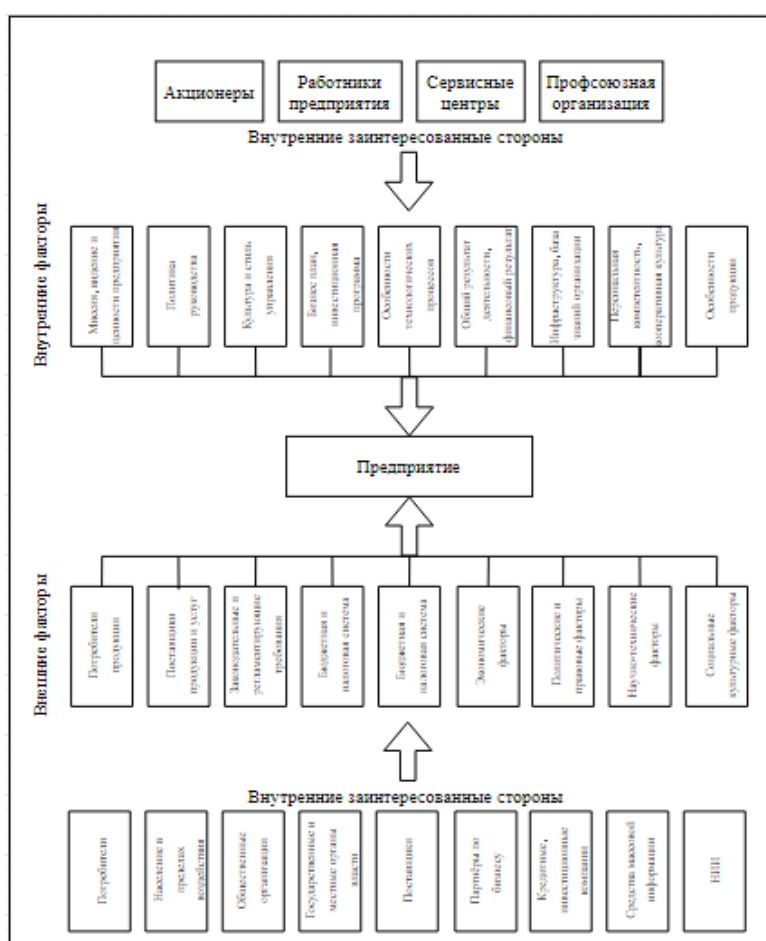 Акционеры
Работники
предприятия
Сервисные
центры
Профсоюзная
организация
Внутренние заинтересованные стороны
Внутренние факторы
Миссия, видение и
ценности предприятия
Политика
руководства
Культура и стиль
управления
Бизнес план,
инвестиционная
программа
Особенности
технологических
процессов
Общий результат
деятельности,
финансовый результат
Инфраструктура, база
знаний организации
Персональная
компетентность,
кооперативная культура
Особенности
продукции
Предприятие
Внешние факторы
Потребители
продукции
Поставщики
продукции и услуг
Законодательные и
регламентирующие
требования
Бюджетная и
налоговая система
Бюджетная и
налоговая система
Экономические
факторы
Политические и
правовые факторы
Научно-технические
факторы
Социальные
культурные факторы
Внутренние заинтересованные стороны
Потребители
Население в
пределах
воздействия
Общественные
организации
Государственные и
местные органы
власти
Поставщики
Партнёры по
бизнесу
Кредитные,
инвестиционные
компании
Средства массовой
информации
НИИ